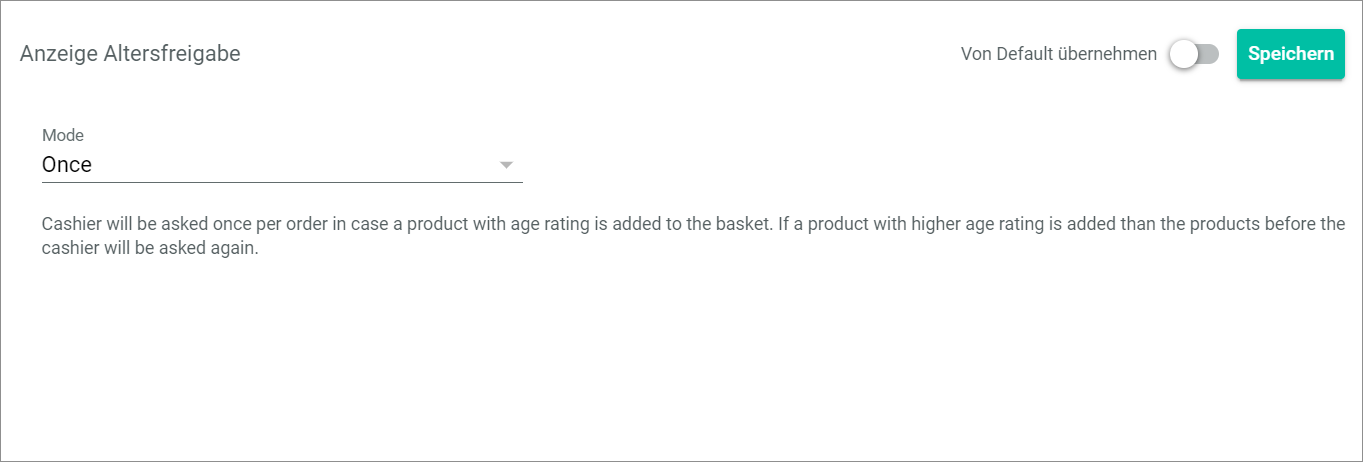 Anzeige Altersfreigabe
Von Default übernehmen
Speichern
Mode
Once
Cashier will be asked once per order in case a product with age rating is added to the basket. If a product with higher age rating is added than the products before the
cashier will be asked again.